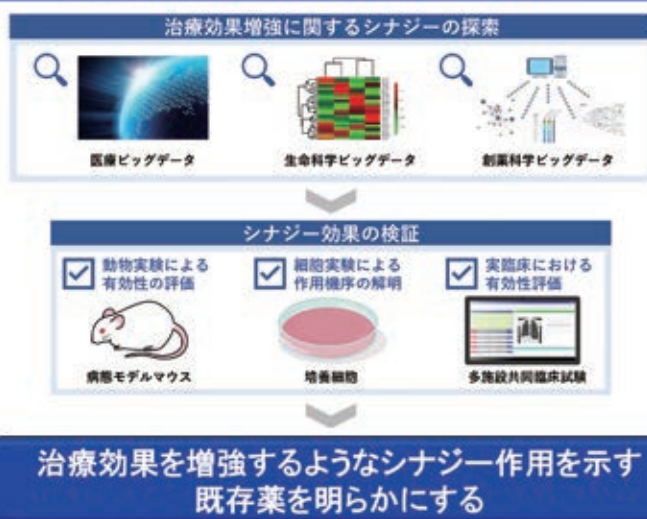 治療効果増強に関するシナジーの探索
医療ビッグデータ
生命科学ビッグデータ
創薬科学ビッグデータ
シナジー効果の検証
動物実験による
有効性の評価
細胞実験による
作用機序の解明
実臨床における
有効性評価
病態モデルマウス
培養細胞
多施設共同臨床試験
治療効果を増強するようなシナジー作用を示す
既存薬を明らかにする